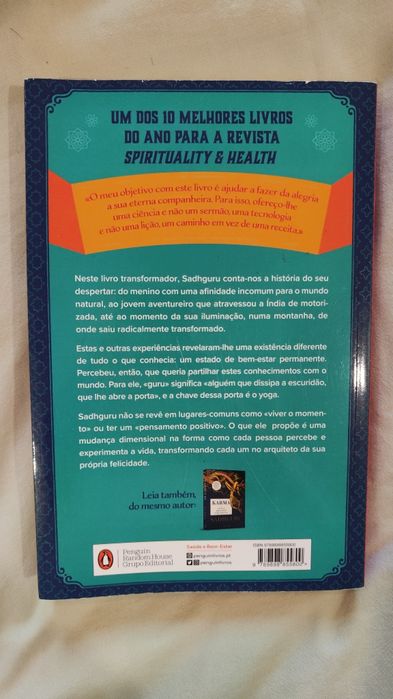 UM DOS 10 MELHORES LIVROS
DO ANO PARA A REVISTA
SPIRITUALITY & HEALTH
«O meu objetivo com este livro é ajudar a fazer da alegria
a sua eterna companheira. Para isso, ofereço-lhe
uma ciência e não um sermão, uma tecnologia
e não uma lição, um caminho em vez de uma receita.»
Neste livro transformador, Sadhguru conta-nos a história do seu
despertar: do menino com uma afinidade incomum para o mundo
natural, ao jovem aventureiro que atravessou a Índia de motori-
zada, até ao momento da sua iluminação, numa montanha, de
onde saiu radicalmente transformado.
Estas e outras experiências revelaram-lhe uma existência diferente
de tudo o que conhecia: um estado de bem-estar permanente.
Percebeu, então, que queria partilhar estes conhecimentos com o
mundo. Para ele, «guru» significa «alguém que dissipa a escuridão,
que lhe abre a porta», e a chave dessa porta é o yoga.
Sadhguru não se revê em lugares-comuns como «viver o momen-
to» ou ter um «pensamento positivo». O que ele propõe é uma
mudança dimensional na forma como cada pessoa percebe e
experimenta a vida, transformando cada um no arquiteto da sua
própria felicidade.
Leia também,
do mesmo autor:
KARMA
SADHGURU
Penguin
Random House
Grupo Editorial
Saúde e Bem-Estar
penguinlivros.pt
penguinlivros